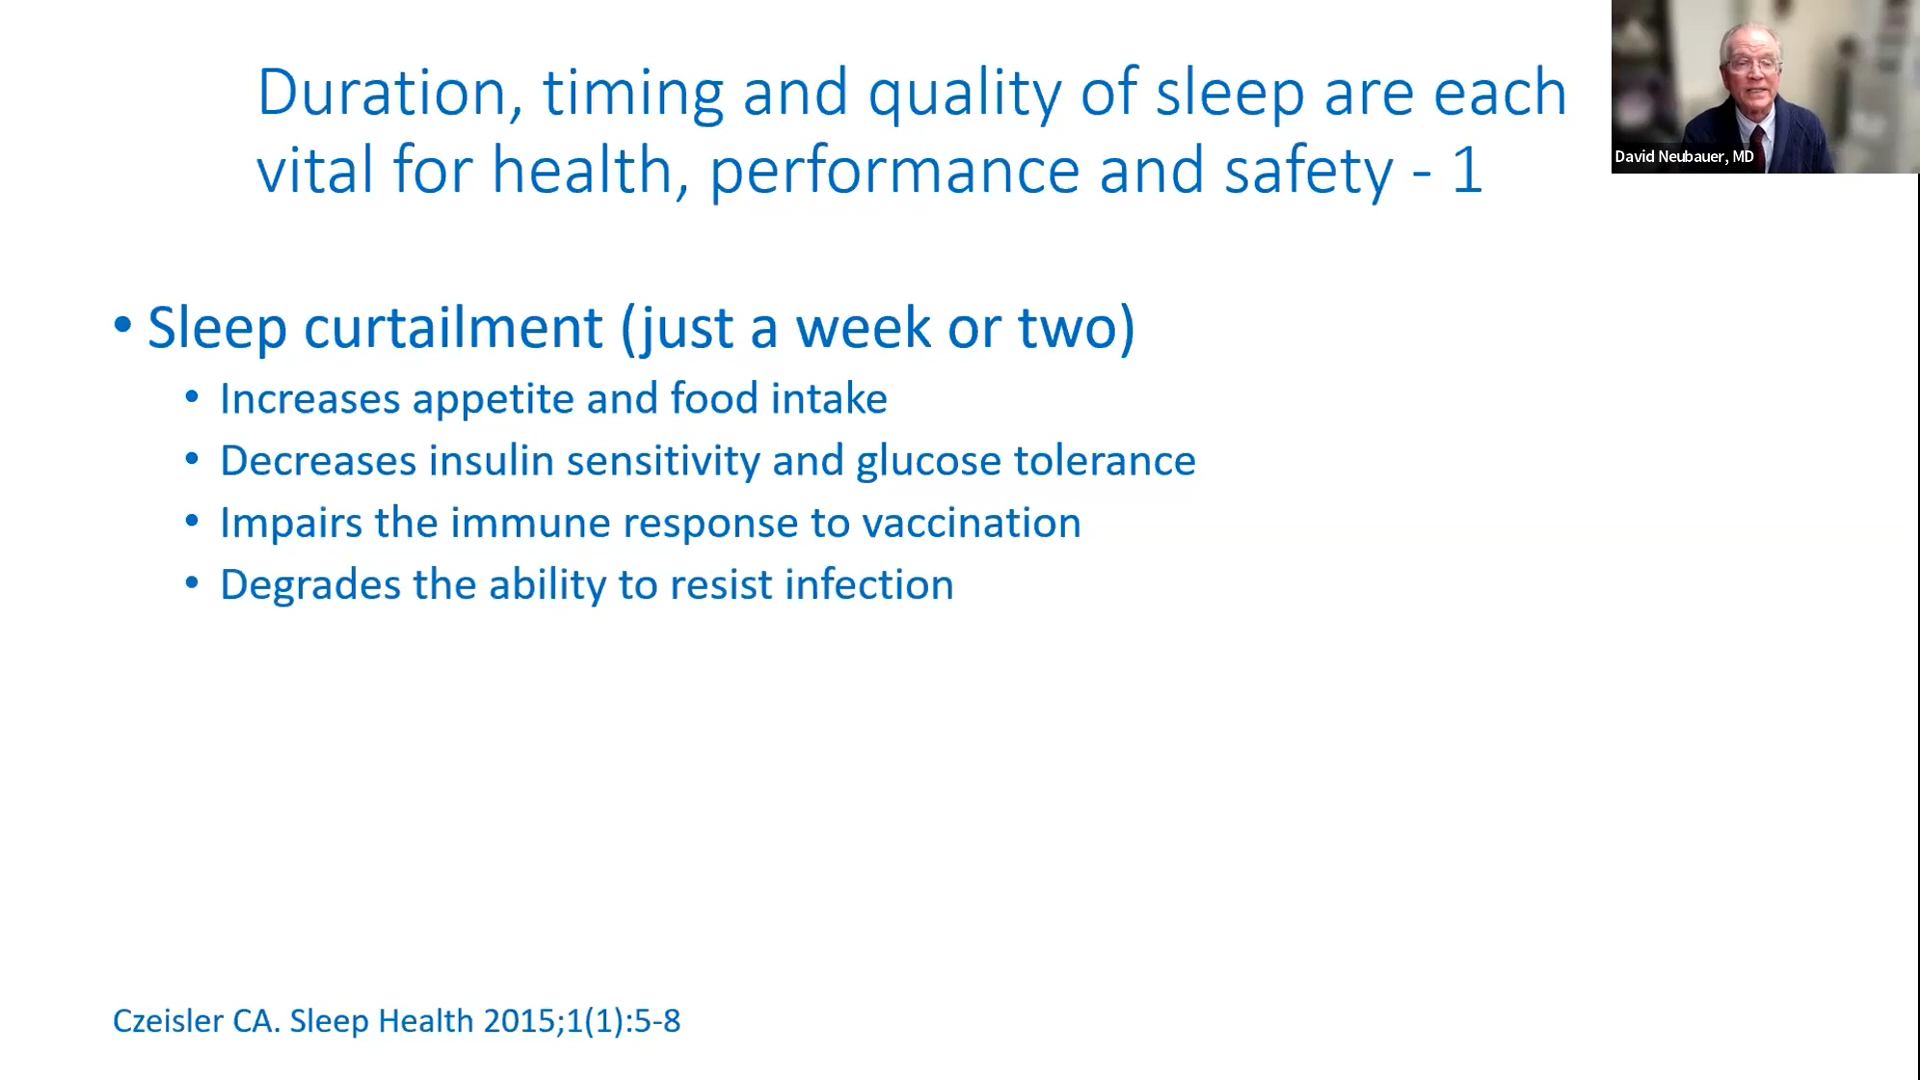 Duration, timing and quality of sleep are each
vital for health, performance and safety - 1
David Neubauer, MD
• Sleep curtailment (just a week or two)
• Increases appetite and food intake
• Decreases insulin sensitivity and glucose tolerance
• Impairs the immune response to vaccination
• Degrades the ability to resist infection
Czeisler CA. Sleep Health 2015;1(1):5-8